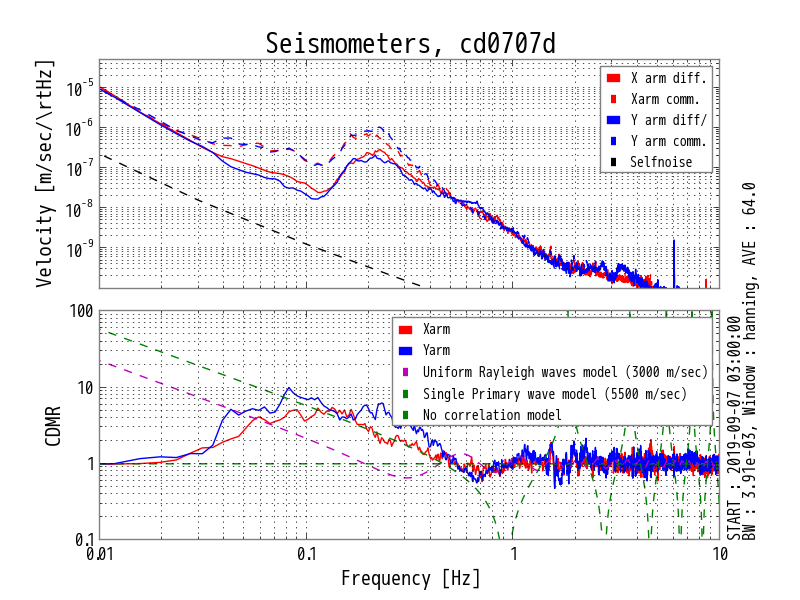 Seismometers, cd0707d
Velocity [m/sec/\rtHz]
10^-5
10^-6
10^-7
10^-8
10^-9
X arm diff.
Xarm comm.
Y arm diff/
Y arm comm.
Selfnoise
CDMR
100
10
1
0.1
Xarm
Yarm
Uniform Rayleigh waves model (3000 m/sec)
Single Primary wave model (5500 m/sec)
No correlation model
0.01
0.1
1
10
Frequency [Hz]
START : 2019-09-07 03:00:00
BW : 3.91e-03, Window : hanning, AVE : 64.0